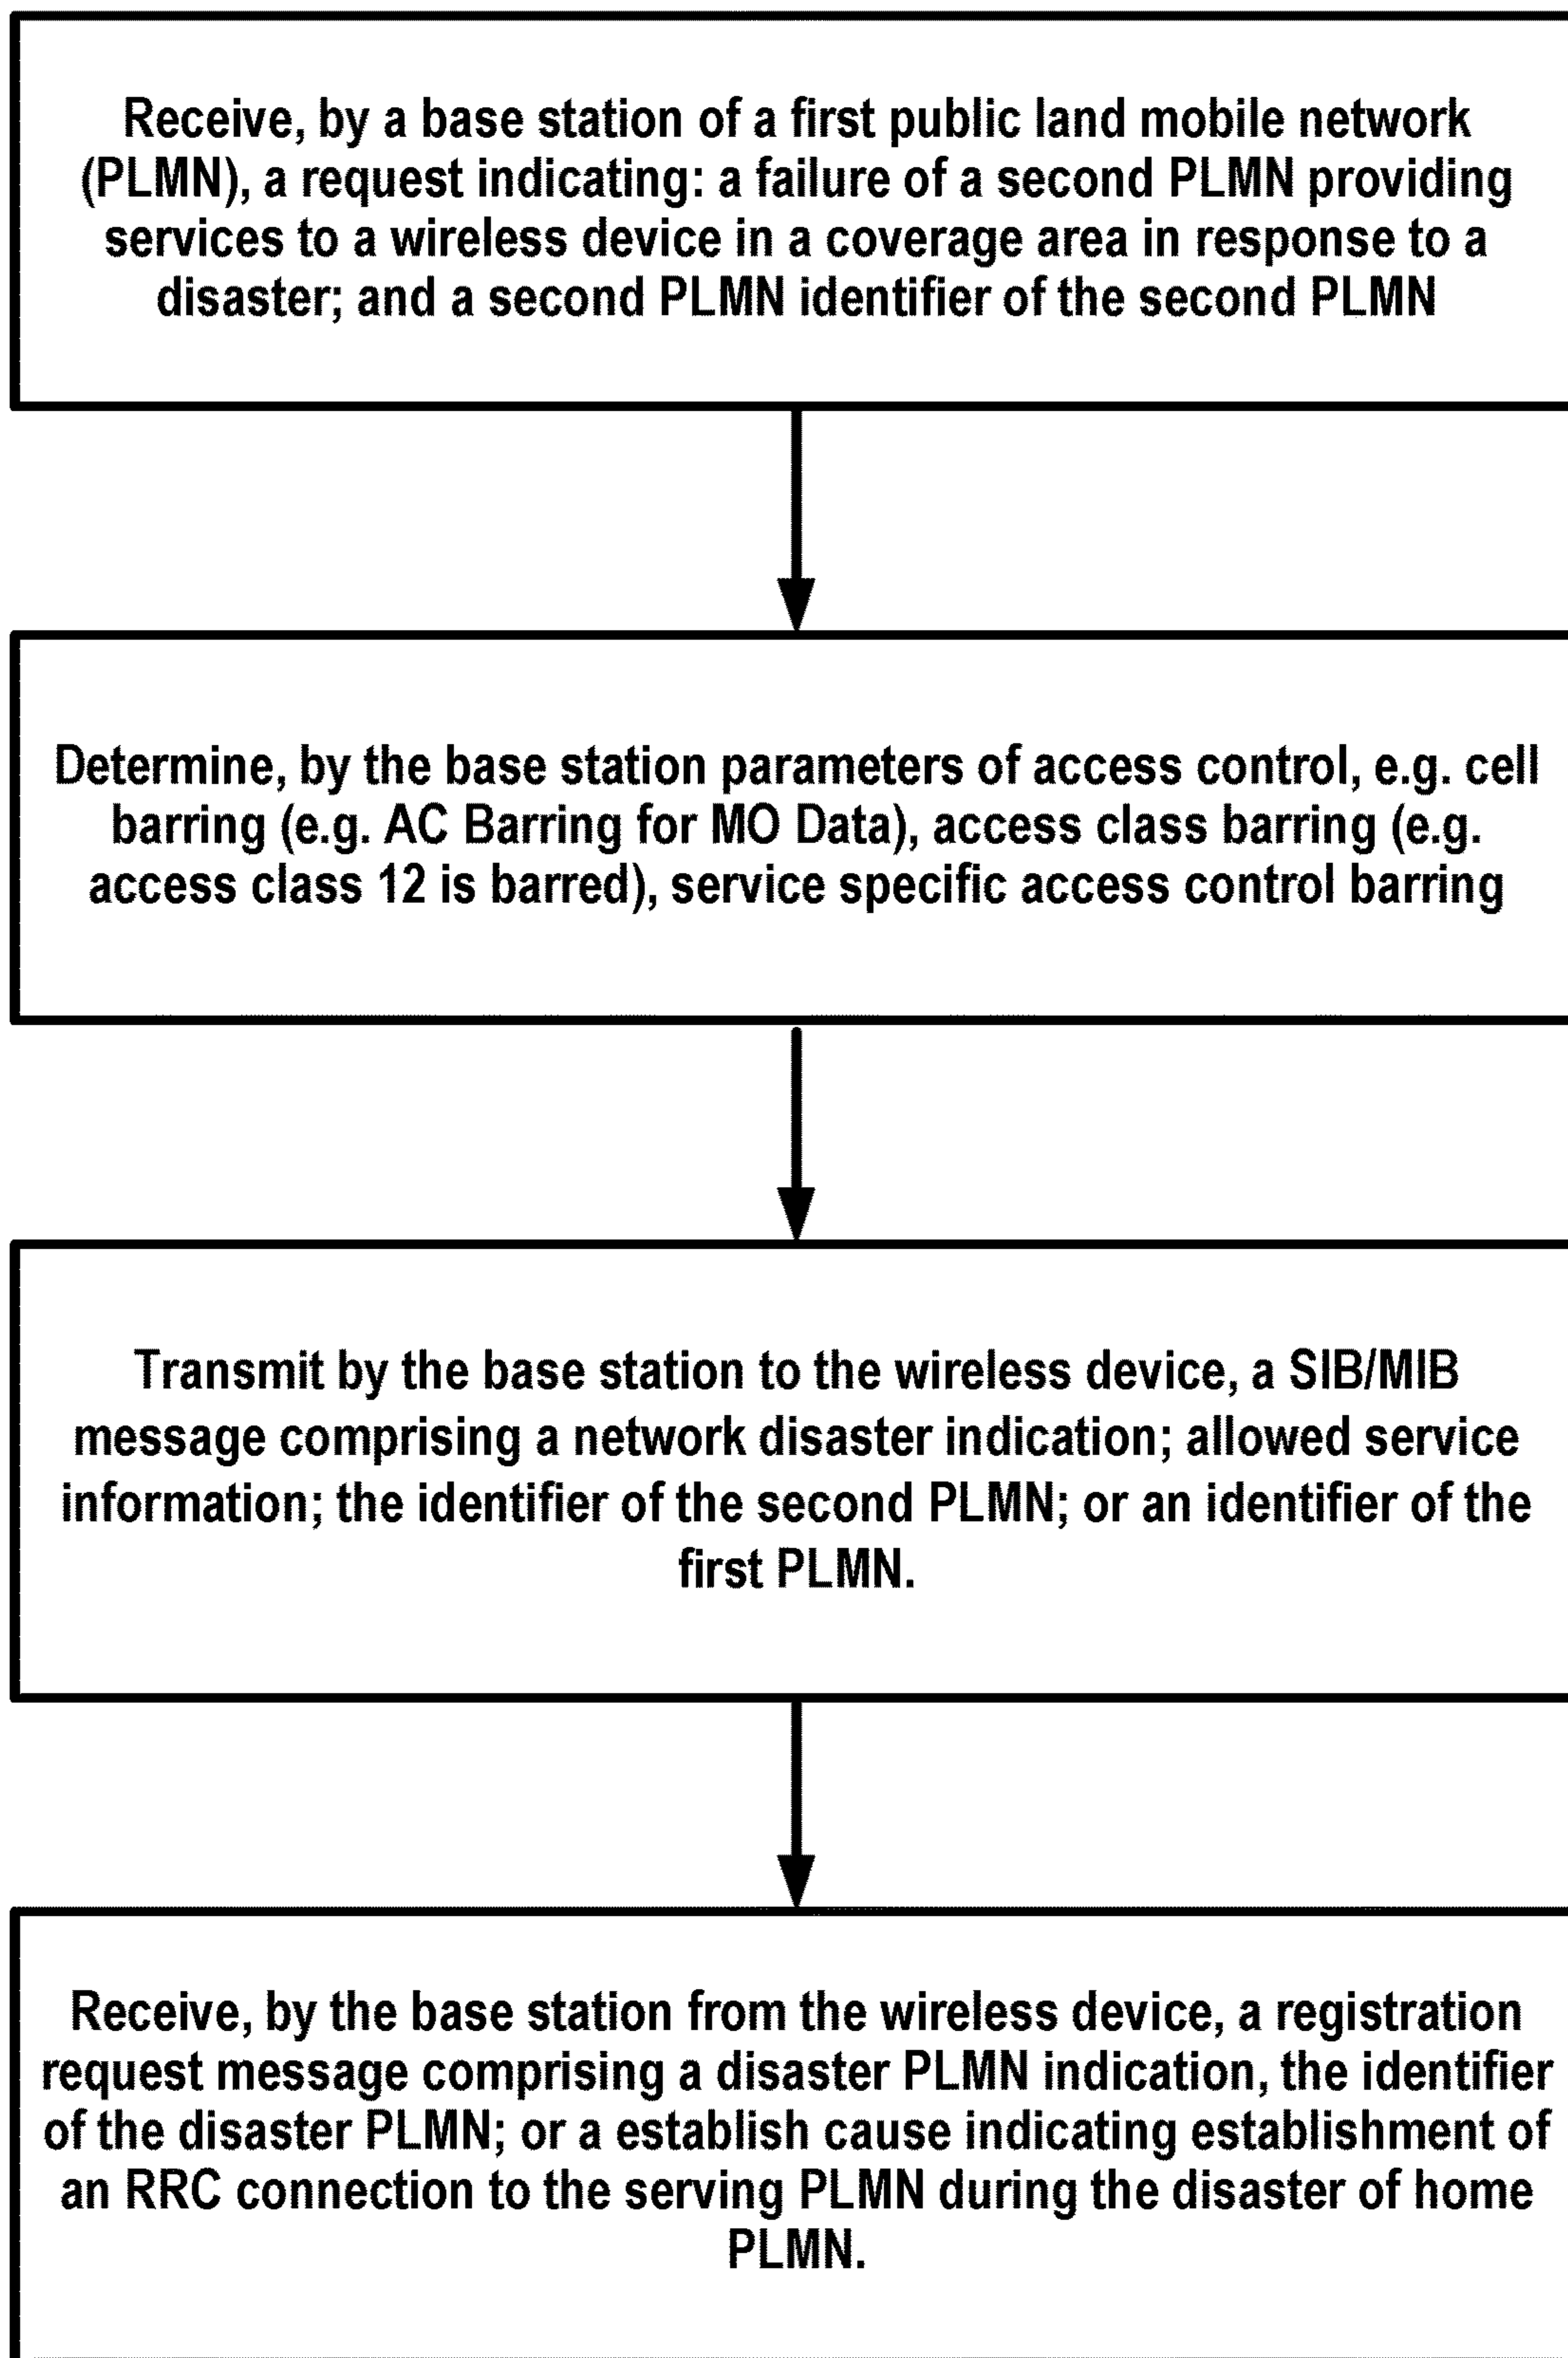 Receive, by a base station of a first public land mobile network
(PLMN), a request indicating: a failure of a second PLMN providing
services to a wireless device in a coverage area in response to a
disaster; and a second PLMN identifier of the second PLMN
Determine, by the base station parameters of access control, e.g. cell
barring (e.g. AC Barring for MO Data), access class barring (e.g.
access class 12 is barred), service specific access control barring
Transmit by the base station to the wireless device, a SIB/MIB
message comprising a network disaster indication; allowed service
information; the identifier of the second PLMN; or an identifier of the
first PLMN.
Receive, by the base station from the wireless device, a registration
request message comprising a disaster PLMN indication, the identifier
of the disaster PLMN; or a establish cause indicating establishment of
an RRC connection to the serving PLMN during the disaster of home
PLMN.